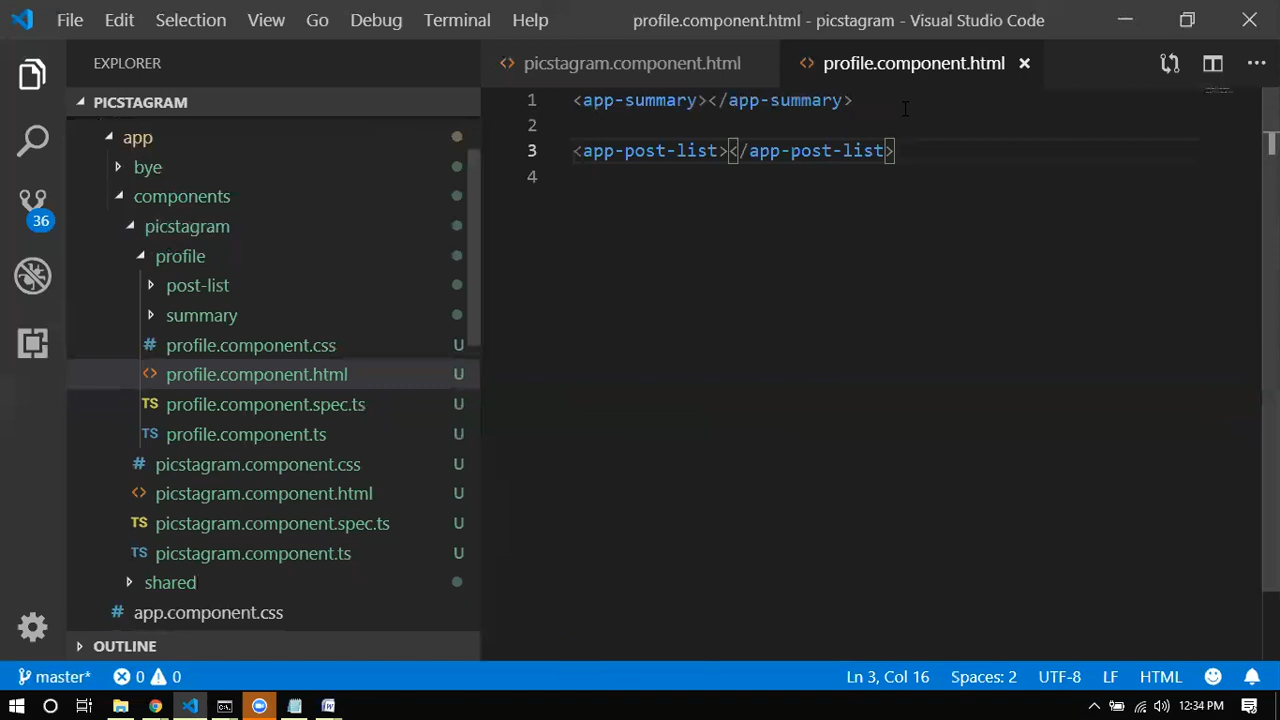 File Edit Selection View Go Debug Terminal Help profile.component.html - picstagram - Visual Studio Code
EXPLORER
picstagram.component.html
profile.component.html
PICSTAGRAM
app
bye
components
picstagram
profile
post-list
summary
# profile.component.css U
<> profile.component.html U
TS profile.component.spec.ts U
TS profile.component.ts U
# picstagram.component.css U
<> picstagram.component.html U
TS picstagram.component.spec.ts U
TS picstagram.component.ts U
shared
# app.component.css
OUTLINE
36
1 <app-summary></app-summary>
2
3 <app-post-list></app-post-list>
4
master* 0 0 Ln 3, Col 16 Spaces: 2 UTF-8 LF HTML
12:34 PM